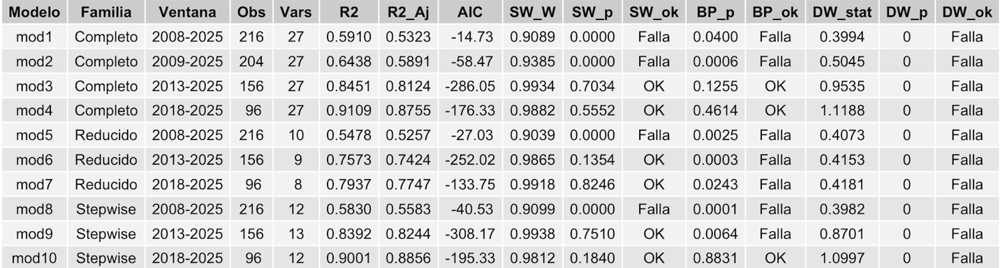 Modelo Familia Ventana Obs Vars R2 R2_Aj AIC SW_W SW_p SW_ok BP_p BP_ok DW_stat DW_p DW_ok
mod1 Completo 2008-2025 216 27 0.5910 0.5323 -14.73 0.9089 0.0000 Falla 0.0400 Falla 0.3994 0 Falla
mod2 Completo 2009-2025 204 27 0.6438 0.5891 -58.47 0.9385 0.0000 Falla 0.0006 Falla 0.5045 0 Falla
mod3 Completo 2013-2025 156 27 0.8451 0.8124 -286.05 0.9934 0.7034 OK 0.1255 OK 0.9535 0 Falla
mod4 Completo 2018-2025 96 27 0.9109 0.8755 -176.33 0.9882 0.5552 OK 0.4614 OK 1.1188 0 Falla
mod5 Reducido 2008-2025 216 10 0.5478 0.5257 -27.03 0.9039 0.0000 Falla 0.0025 Falla 0.4073 0 Falla
mod6 Reducido 2013-2025 156 9 0.7573 0.7424 -252.02 0.9865 0.1354 OK 0.0003 Falla 0.4153 0 Falla
mod7 Reducido 2018-2025 96 8 0.7937 0.7747 -133.75 0.9918 0.8246 OK 0.0243 Falla 0.4181 0 Falla
mod8 Stepwise 2008-2025 216 12 0.5830 0.5583 -40.53 0.9099 0.0000 Falla 0.0001 Falla 0.3982 0 Falla
mod9 Stepwise 2013-2025 156 13 0.8392 0.8244 -308.17 0.9938 0.7510 OK 0.0064 Falla 0.8701 0 Falla
mod10 Stepwise 2018-2025 96 12 0.9001 0.8856 -195.33 0.9812 0.1840 OK 0.8831 OK 1.0997 0 Falla